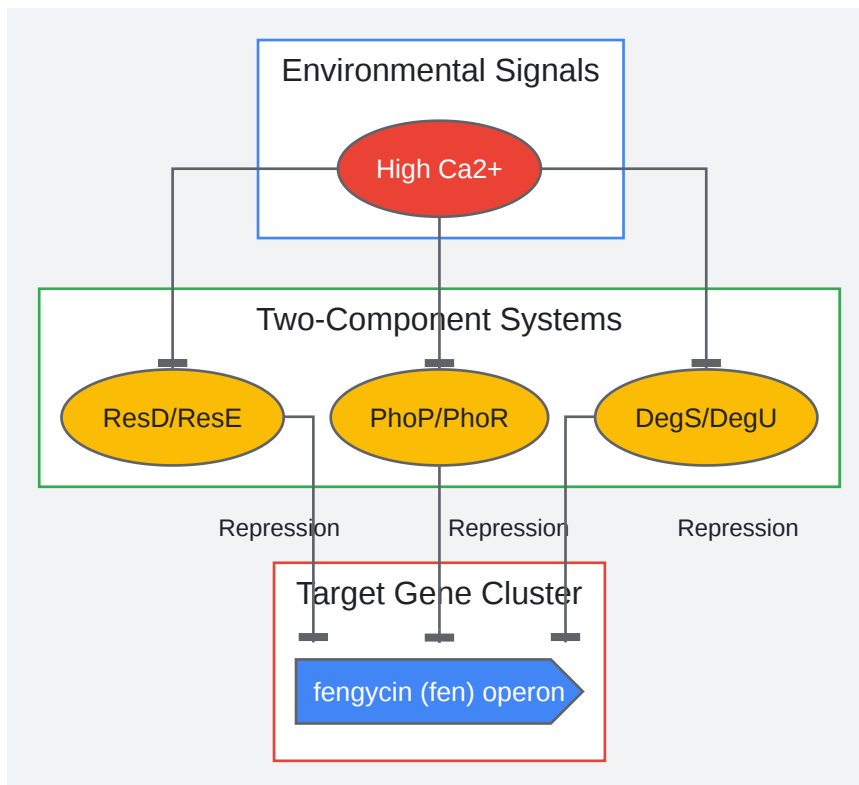 Environmental Signals
High Ca2+
Two-Component Systems
ResD/ResE
PhoP/PhoR
DegS/DegU
Repression
Repression
Repression
Target Gene Cluster
fengycin (fen) operon